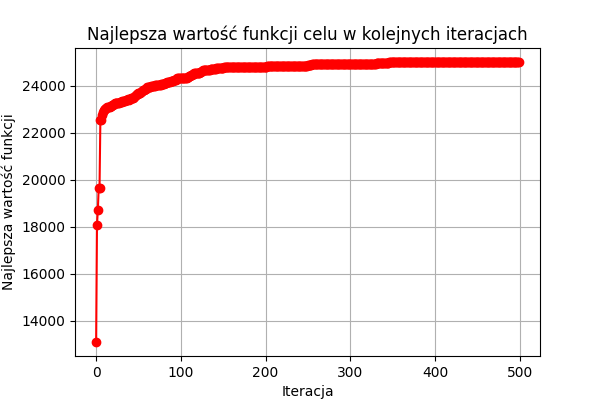 Najlepsza wartość funkcji celu w kolejnych iteracjach
24000
22000
20000
18000
16000
14000
Najlepsza wartość funkcji
0 100 200 300 400 500
Iteracja